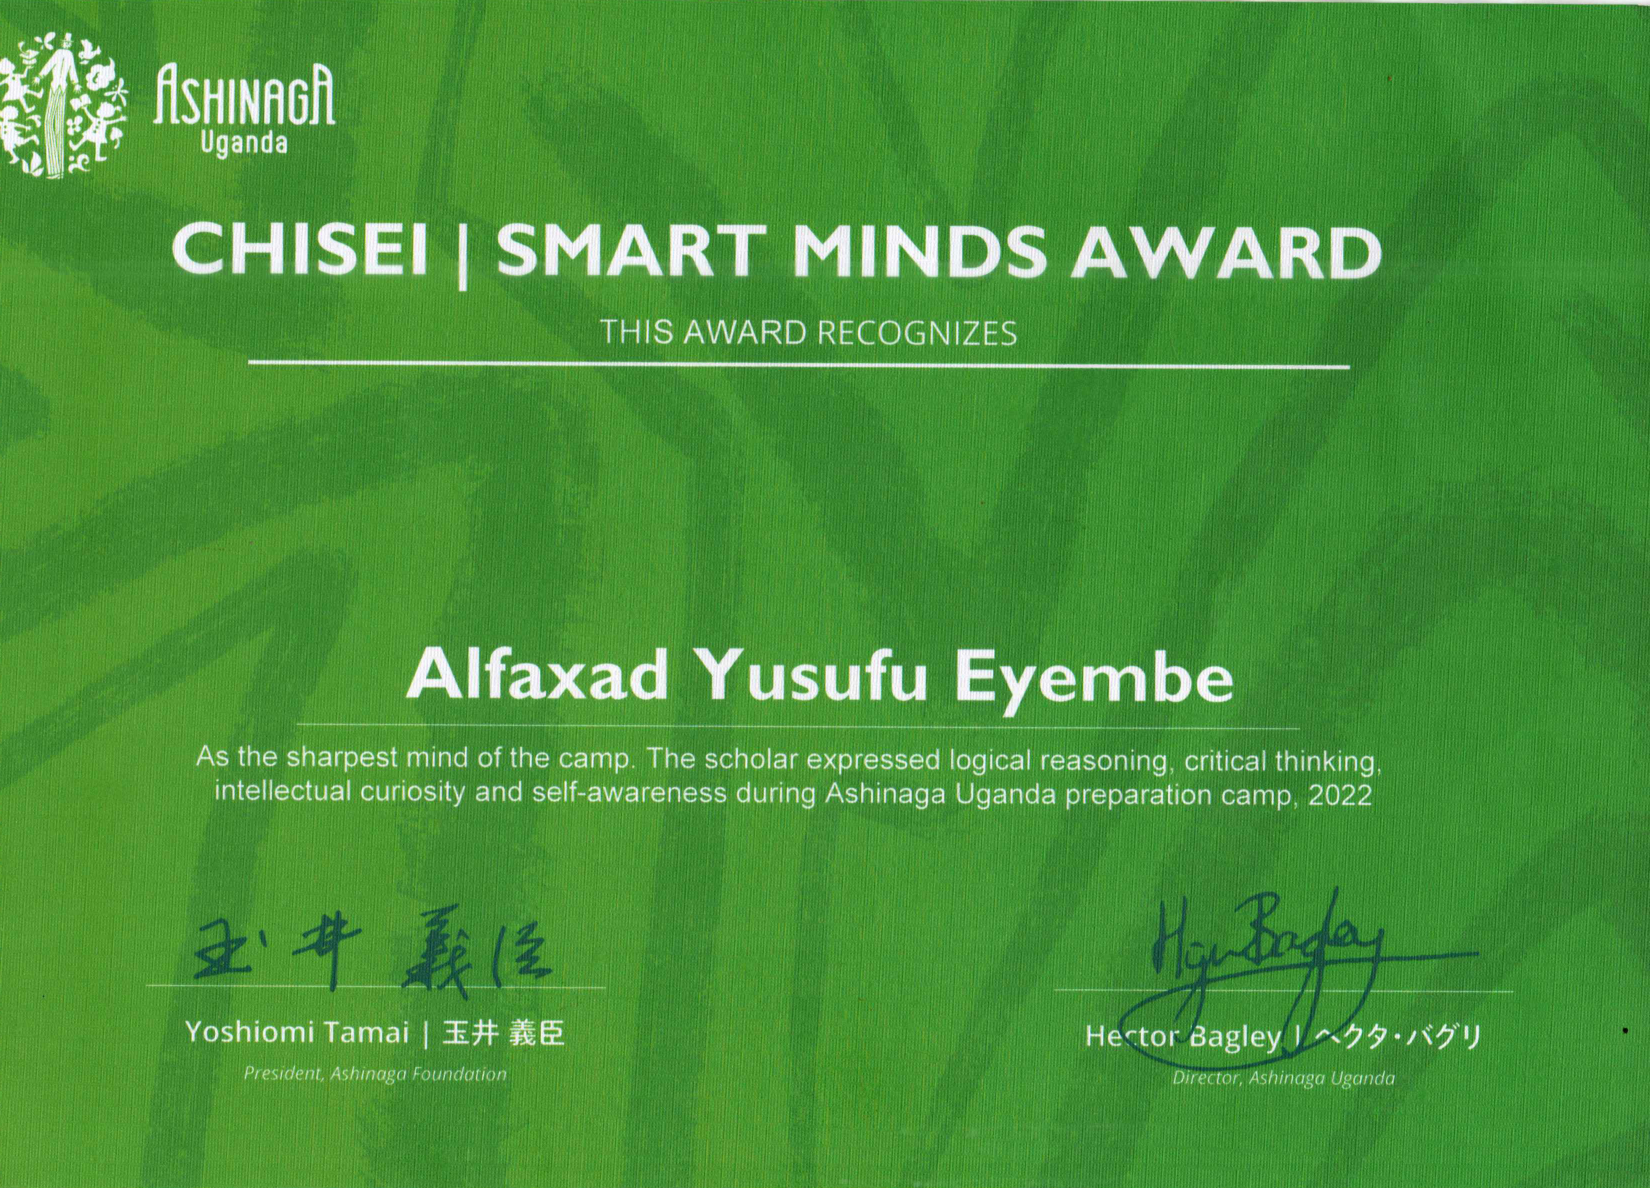 ASHINAGA
Uganda
CHISEI | SMART MINDS AWARD
THIS AWARD RECOGNIZES
Alfaxad Yusufu Eyembe
As the sharpest mind of the camp. The scholar expressed logical reasoning, critical thinking,
intellectual curiosity and self-awareness during Ashinaga Uganda preparation camp, 2022
玉井 義臣
HgwBagley
Yoshiomi Tamai | 玉井 義臣
Hector Bagley | ヘクタ・バグリ
President, Ashinaga Foundation
Director, Ashinaga Uganda